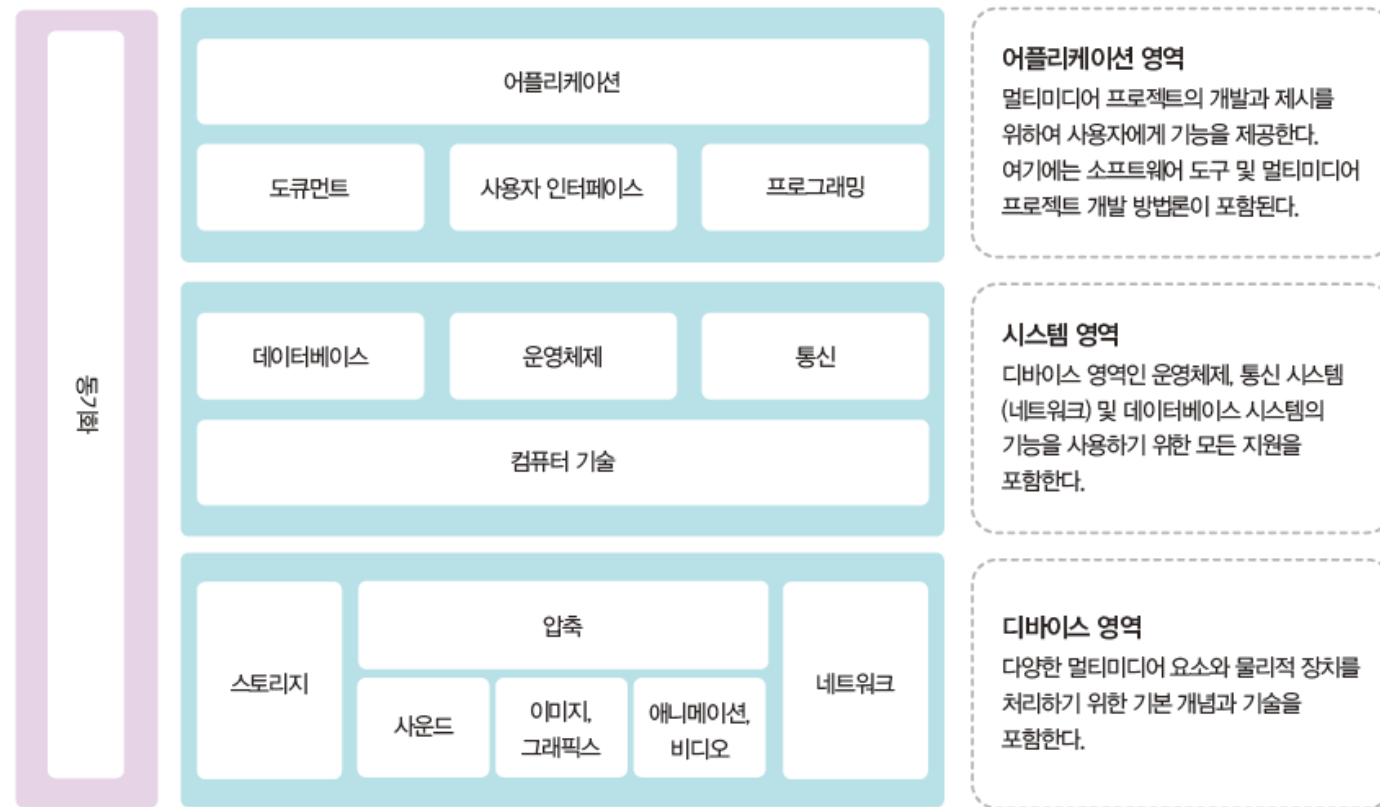 동기화
어플리케이션
도큐먼트
사용자 인터페이스
프로그래밍
어플리케이션 영역
멀티미디어 프로젝트의 개발과 제시를
위하여 사용자에게 기능을 제공한다.
여기에는 소프트웨어 도구 및 멀티미디어
프로젝트 개발 방법론이 포함된다.
데이터베이스
운영체제
통신
컴퓨터 기술
시스템 영역
디바이스 영역인 운영체제, 통신 시스템
(네트워크) 및 데이터베이스 시스템의
기능을 사용하기 위한 모든 지원을
포함한다.
스토리지
압축
사운드
이미지,
그래픽스
애니메이션,
비디오
네트워크
디바이스 영역
다양한 멀티미디어 요소와 물리적 장치를
처리하기 위한 기본 개념과 기술을
포함한다.